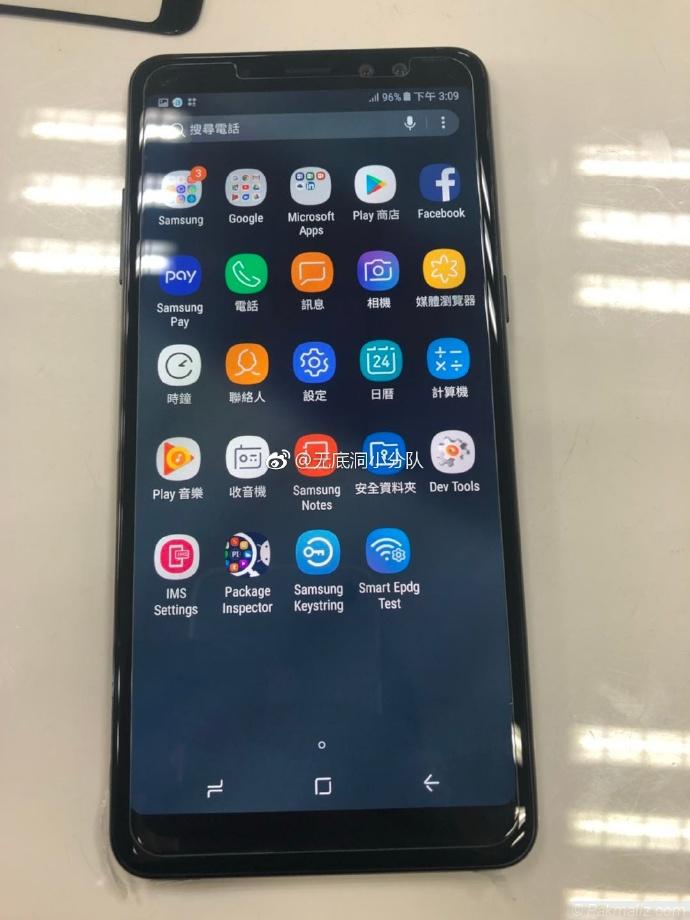 96% 下午 3:09
搜尋電話
3
Samsung
Google
Microsoft
Apps
Play 商店
Facebook
pay
Samsung
Pay
電話
訊息
相機
媒體瀏覽器
時鐘
聯絡人
24
設定
日曆
計算機
@无底洞小分队
Play 音樂
收音機
Samsung
Notes
安全資料夾
Dev Tools
IMS
Settings
PI
Package
Inspector
Samsung
Keystring
Smart Epdg
Test